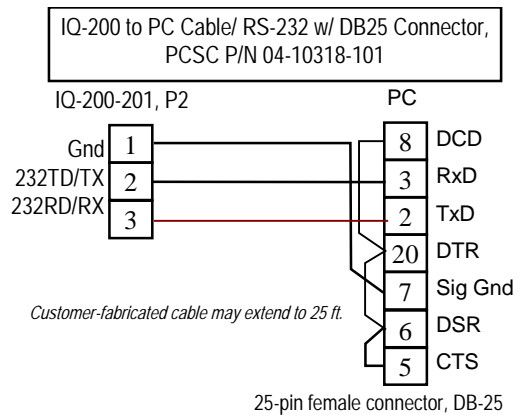 IQ-200 to PC Cable/ RS-232 w/ DB25 Connector,
PCSC P/N 04-10318-101
IQ-200-201, P2
PC
Gnd 1
232TD/TX 2
232RD/RX 3
8 DCD
3 RxD
2 TxD
20 DTR
7 Sig Gnd
6 DSR
5 CTS
Customer-fabricated cable may extend to 25 ft.
25-pin female connector, DB-25